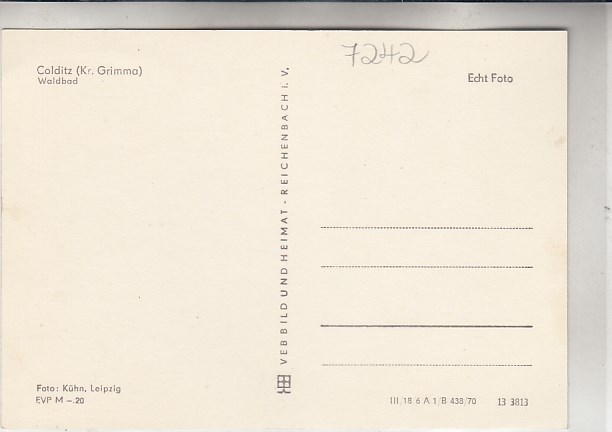 Colditz (Kr. Grimma)
Waldbad
7242
Echt Foto
VEB BILD UND HEIMAT · REICHENBACH I. V.
Foto: Kühn, Leipzig
EVP M –.20
III/18 6 A 1/B 438/70 13 3813